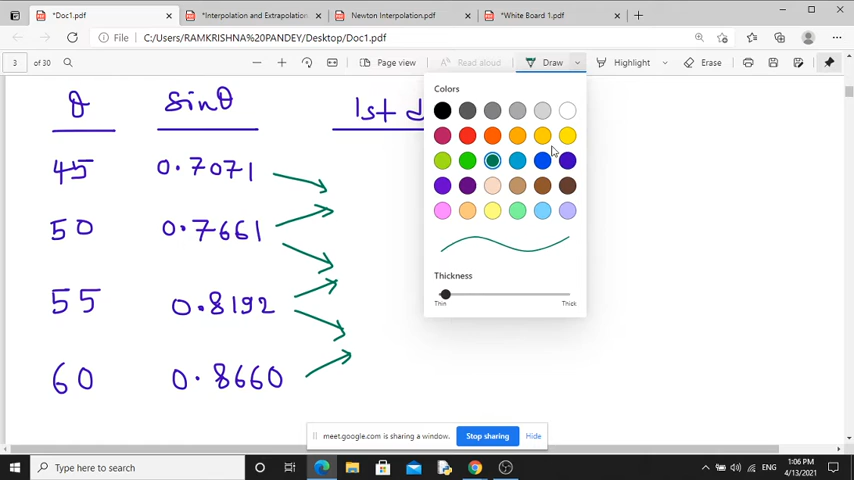 *Doc1.pdf
*Interpolation and Extrapolation
Newton Interpolation.pdf
*White Board 1.pdf
File C:/Users/RAMKRISHNA%20PANDEY/Desktop/Doc1.pdf
3 of 30 Page view Read aloud Draw Highlight Erase
θ sinθ 1st d
45 0.7071
50 0.7661
55 0.8192
60 0.8660
Colors
Thickness
Thin Thick
meet.google.com is sharing a window. Stop sharing Hide
Type here to search
ENG
1:06 PM
4/13/2021